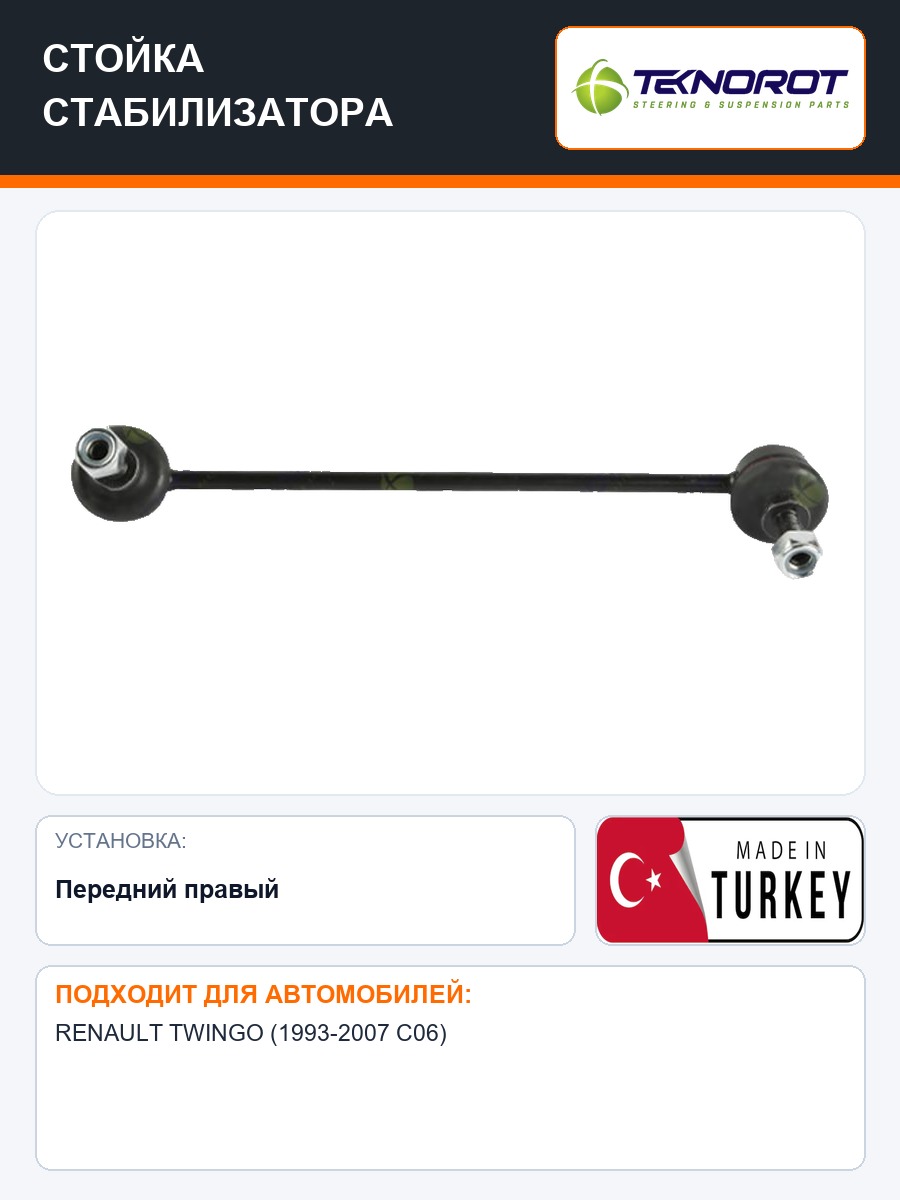 СТОЙКА
СТАБИЛИЗАТОРА
TEKNOROT
STEERING & SUSPENSION PARTS
УСТАНОВКА:
Передний правый
MADE IN
TURKEY
ПОДХОДИТ ДЛЯ АВТОМОБИЛЕЙ:
RENAULT TWINGO (1993-2007 C06)